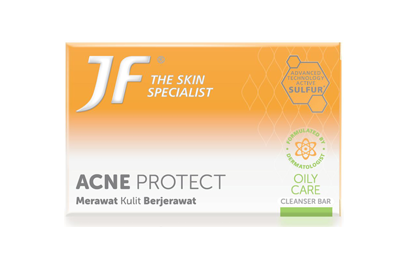 JF® THE SKIN
SPECIALIST
ADVANCED
TECHNOLOGY
ACTIVE
SULFUR
FORMULATED BY
DERMATOLOGIST
ACNE PROTECT
Merawat Kulit Berjerawat
OILY
CARE
CLEANSER BAR